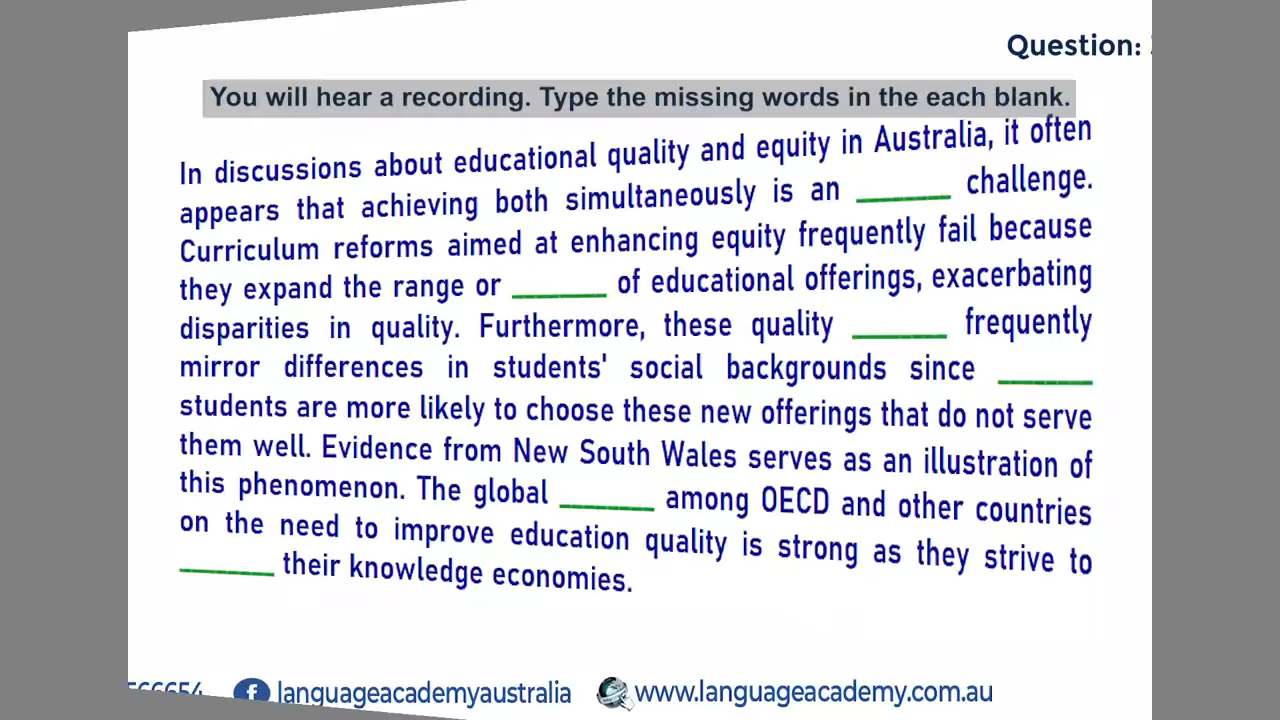 Question:
You will hear a recording. Type the missing words in the each blank.
In discussions about educational quality and equity in Australia, it often
appears that achieving both simultaneously is an ______ challenge.
Curriculum reforms aimed at enhancing equity frequently fail because
they expand the range or ______ of educational offerings, exacerbating
disparities in quality. Furthermore, these quality ______ frequently
mirror differences in students' social backgrounds since ______
students are more likely to choose these new offerings that do not serve
them well. Evidence from New South Wales serves as an illustration of
this phenomenon. The global ______ among OECD and other countries
on the need to improve education quality is strong as they strive to
______ their knowledge economies.
languageacademyaustralia
www.languageacademy.com.au